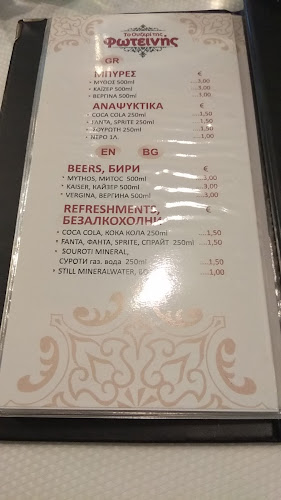 Το Ουζερί της
Φωτεινης
GR
ΜΠΥΡΕΣ €
• ΜΥΘΟΣ 500ml ....3,00
• ΚΑΙΖΕΡ 500ml ....3,00
• ΒΕΡΓΙΝΑ 500ml ....3,00
ΑΝΑΨΥΚΤΙΚΑ €
• COCA COLA 250ml ....1,50
• FANTA, SPRITE 250ml ....1,50
• ΣΟΥΡΩΤΗ 250ml ....1,50
• ΝΕΡΟ 1Λ. ....1,00
EN BG
BEERS, БИРИ €
• MYTHOS, МИТОС 500ml ....3,00
• KAISER, КАЙЗЕР 500ml ....3,00
• VERGINA, ВЕРГИНА 500ml ....3,00
REFRESHMENTS, €
БЕЗАЛКОХОЛНИ
• COCA COLA, КОКА КОЛА 250ml ....1,50
• FANTA, ФАНТА, SPRITE, СПРАЙТ 250ml ....1,50
• SOUROTI MINERAL,
СУРОТИ газ. вода 250ml ....1,50
• STILL MINERALWATER, ....1,00